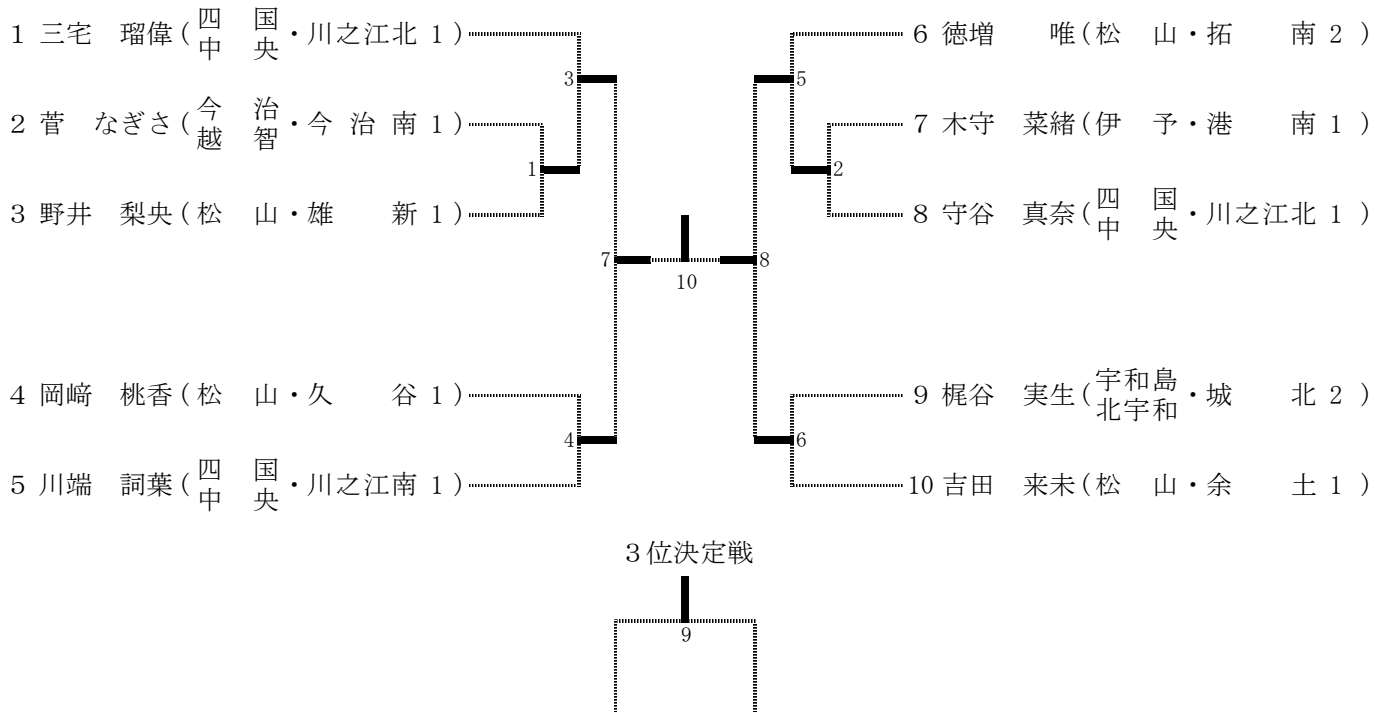 1 三宅 瑠偉(四国中央・川之江北 1)
2 菅 なぎさ(今治越智・今治南 1)
3 野井 梨央(松山・雄新 1)
4 岡﨑 桃香(松山・久谷 1)
5 川端 詞葉(四国中央・川之江南 1)
3
1
7
4
10
5
2
8
6
6 徳増 唯(松山・拓南 2)
7 木守 菜緒(伊予・港南 1)
8 守谷 真奈(四国中央・川之江北 1)
9 梶谷 実生(宇和島北宇和・城北 2)
10 吉田 来未(松山・余土 1)
3位決定戦
9